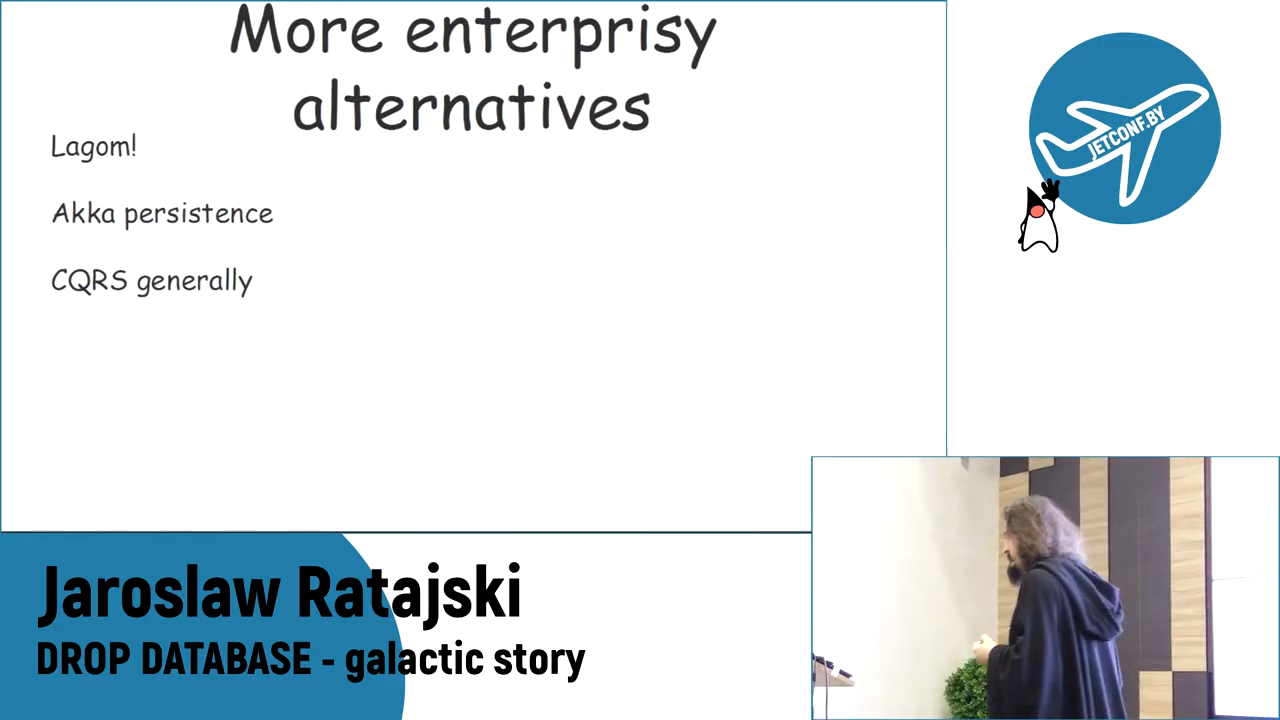 More enterprisy
alternatives
Lagom!
Akka persistence
CQRS generally
JETCONF.BY
Jaroslaw Ratajski
DROP DATABASE - galactic story